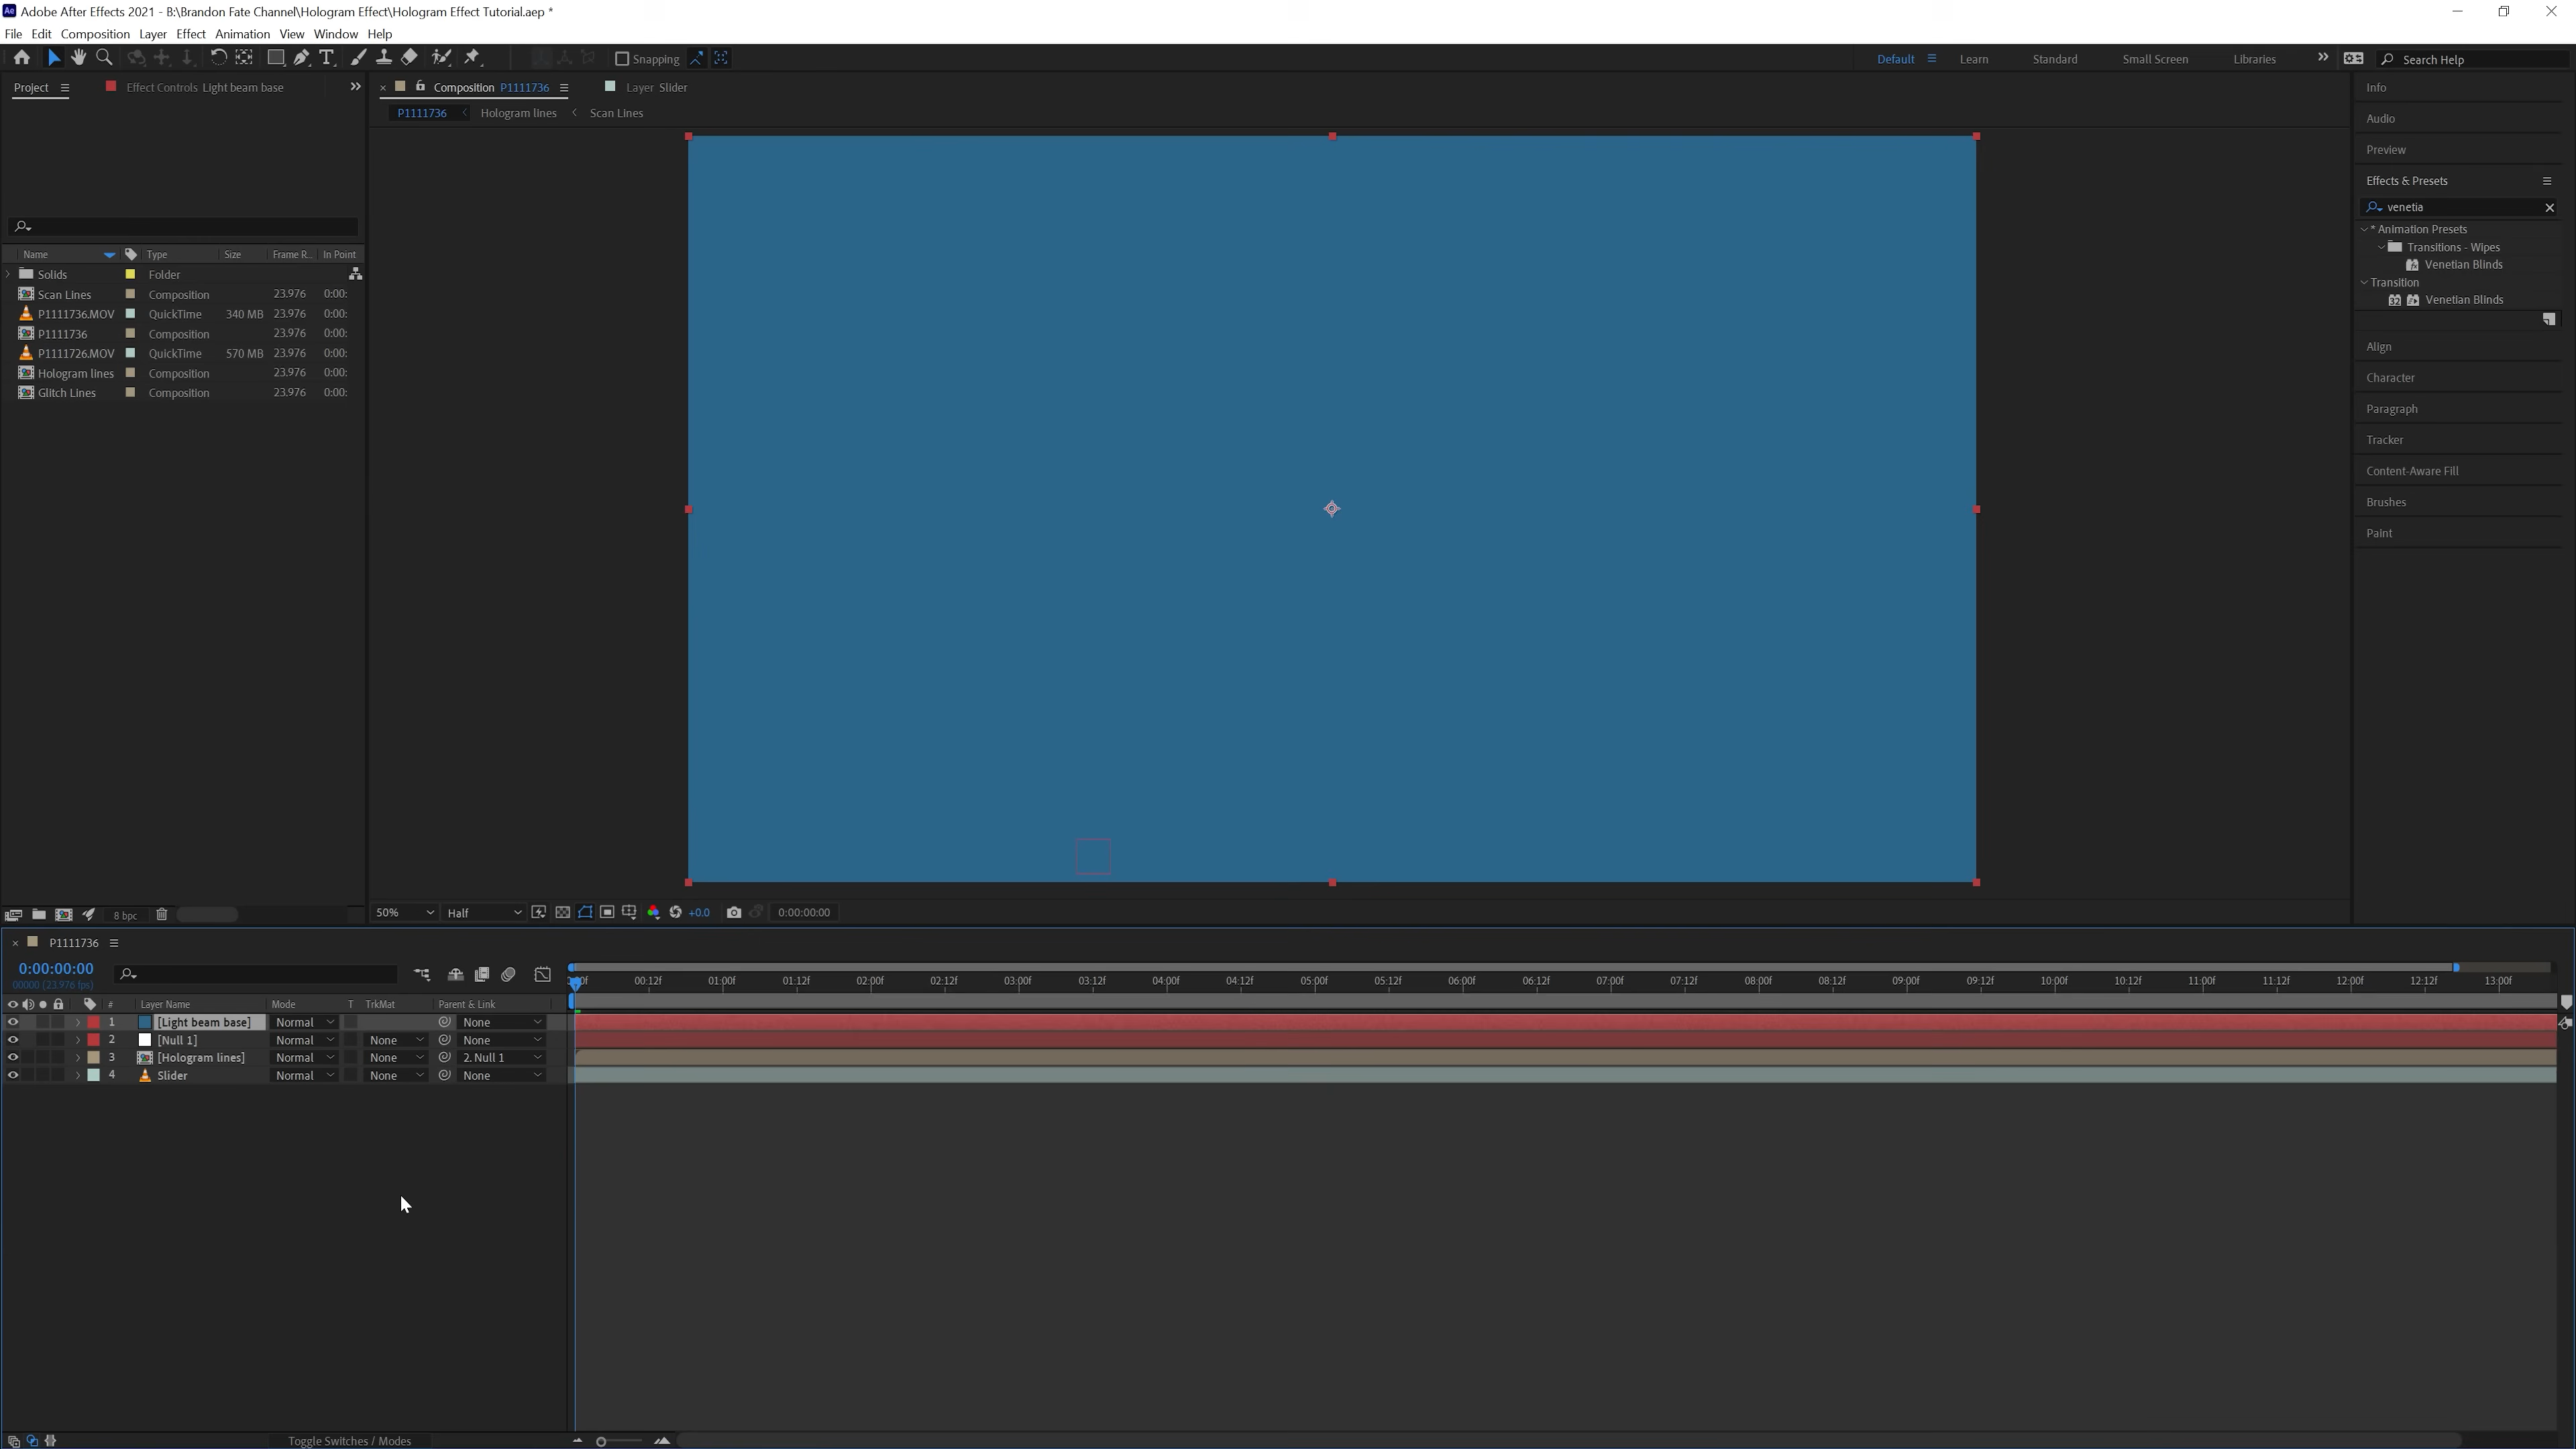 Adobe After Effects 2021 - B:\Brandon Fate Channel\Hologram Effect\Hologram Effect Tutorial.aep *
File Edit Composition Layer Effect Animation View Window Help
Snapping Default Learn Standard Small Screen Libraries Search Help
Project Effect Controls Light beam base
Composition P1111736 Layer Slider
P1111736 Hologram lines Scan Lines
Name Type Size Frame R... In Point
Solids Folder
Scan Lines Composition 23.976 0:00:
P1111736.MOV QuickTime 340 MB 23.976 0:00:
P1111736 Composition 23.976 0:00:
P1111726.MOV QuickTime 570 MB 23.976 0:00:
Hologram lines Composition 23.976 0:00:
Glitch Lines Composition 23.976 0:00:
8 bpc
50% Half +0.0 0:00:00:00
Info
Audio
Preview
Effects & Presets
venetia
* Animation Presets
Transitions - Wipes
Venetian Blinds
Transition
32 Venetian Blinds
Align
Character
Paragraph
Tracker
Content-Aware Fill
Brushes
Paint
P1111736
0:00:00:00
00000 (23.976 fps)
:00f 00:12f 01:00f 01:12f 02:00f 02:12f 03:00f 03:12f 04:00f 04:12f 05:00f 05:12f 06:00f 06:12f 07:00f 07:12f 08:00f 08:12f 09:00f 09:12f 10:00f 10:12f 11:00f 11:12f 12:00f 12:12f 13:00f
# Layer Name Mode T TrkMat Parent & Link
1 [Light beam base] Normal None
2 [Null 1] Normal None None
3 [Hologram lines] Normal None 2. Null 1
4 Slider Normal None None
Toggle Switches / Modes